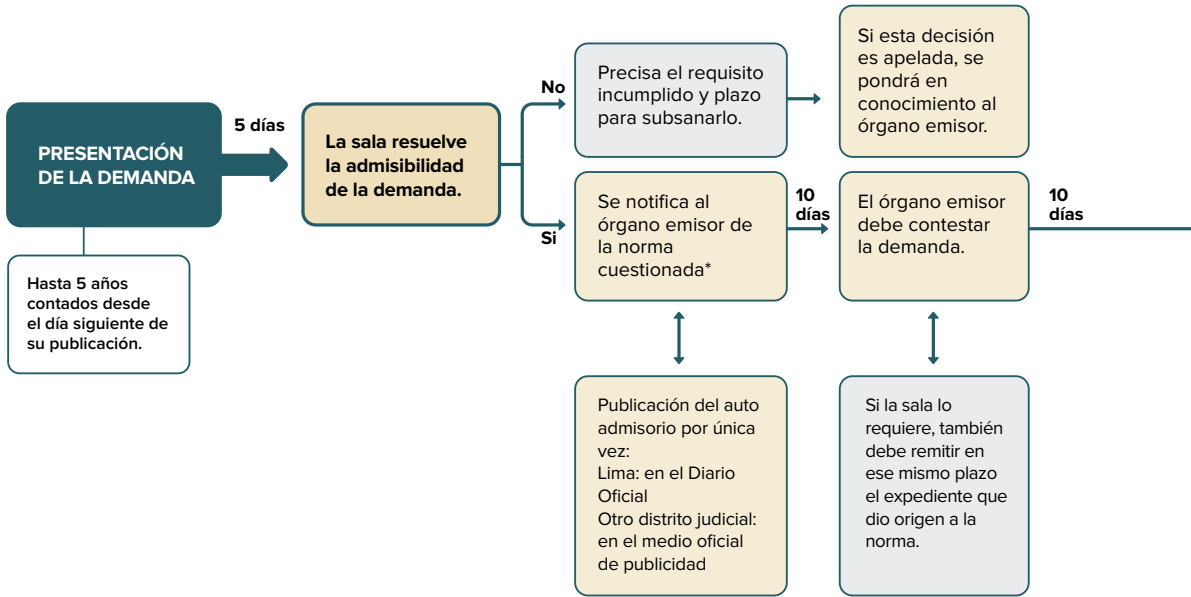 PRESENTACIÓN
DE LA DEMANDA
Hasta 5 años
contados desde
el día siguiente de
su publicación.
5 días
La sala resuelve
la admisibilidad
de la demanda.
No
Precisa el requisito
incumplido y plazo
para subsanarlo.
Si esta decisión
es apelada, se
pondrá en
conocimiento al
órgano emisor.
Si
Se notifica al
órgano emisor de
la norma
cuestionada*
10
días
El órgano emisor
debe contestar
la demanda.
10
días
Publicación del auto
admisorio por única
vez:
Lima: en el Diario
Oficial
Otro distrito judicial:
en el medio oficial
de publicidad
Si la sala lo
requiere, también
debe remitir en
ese mismo plazo
el expediente que
dio origen a la
norma.